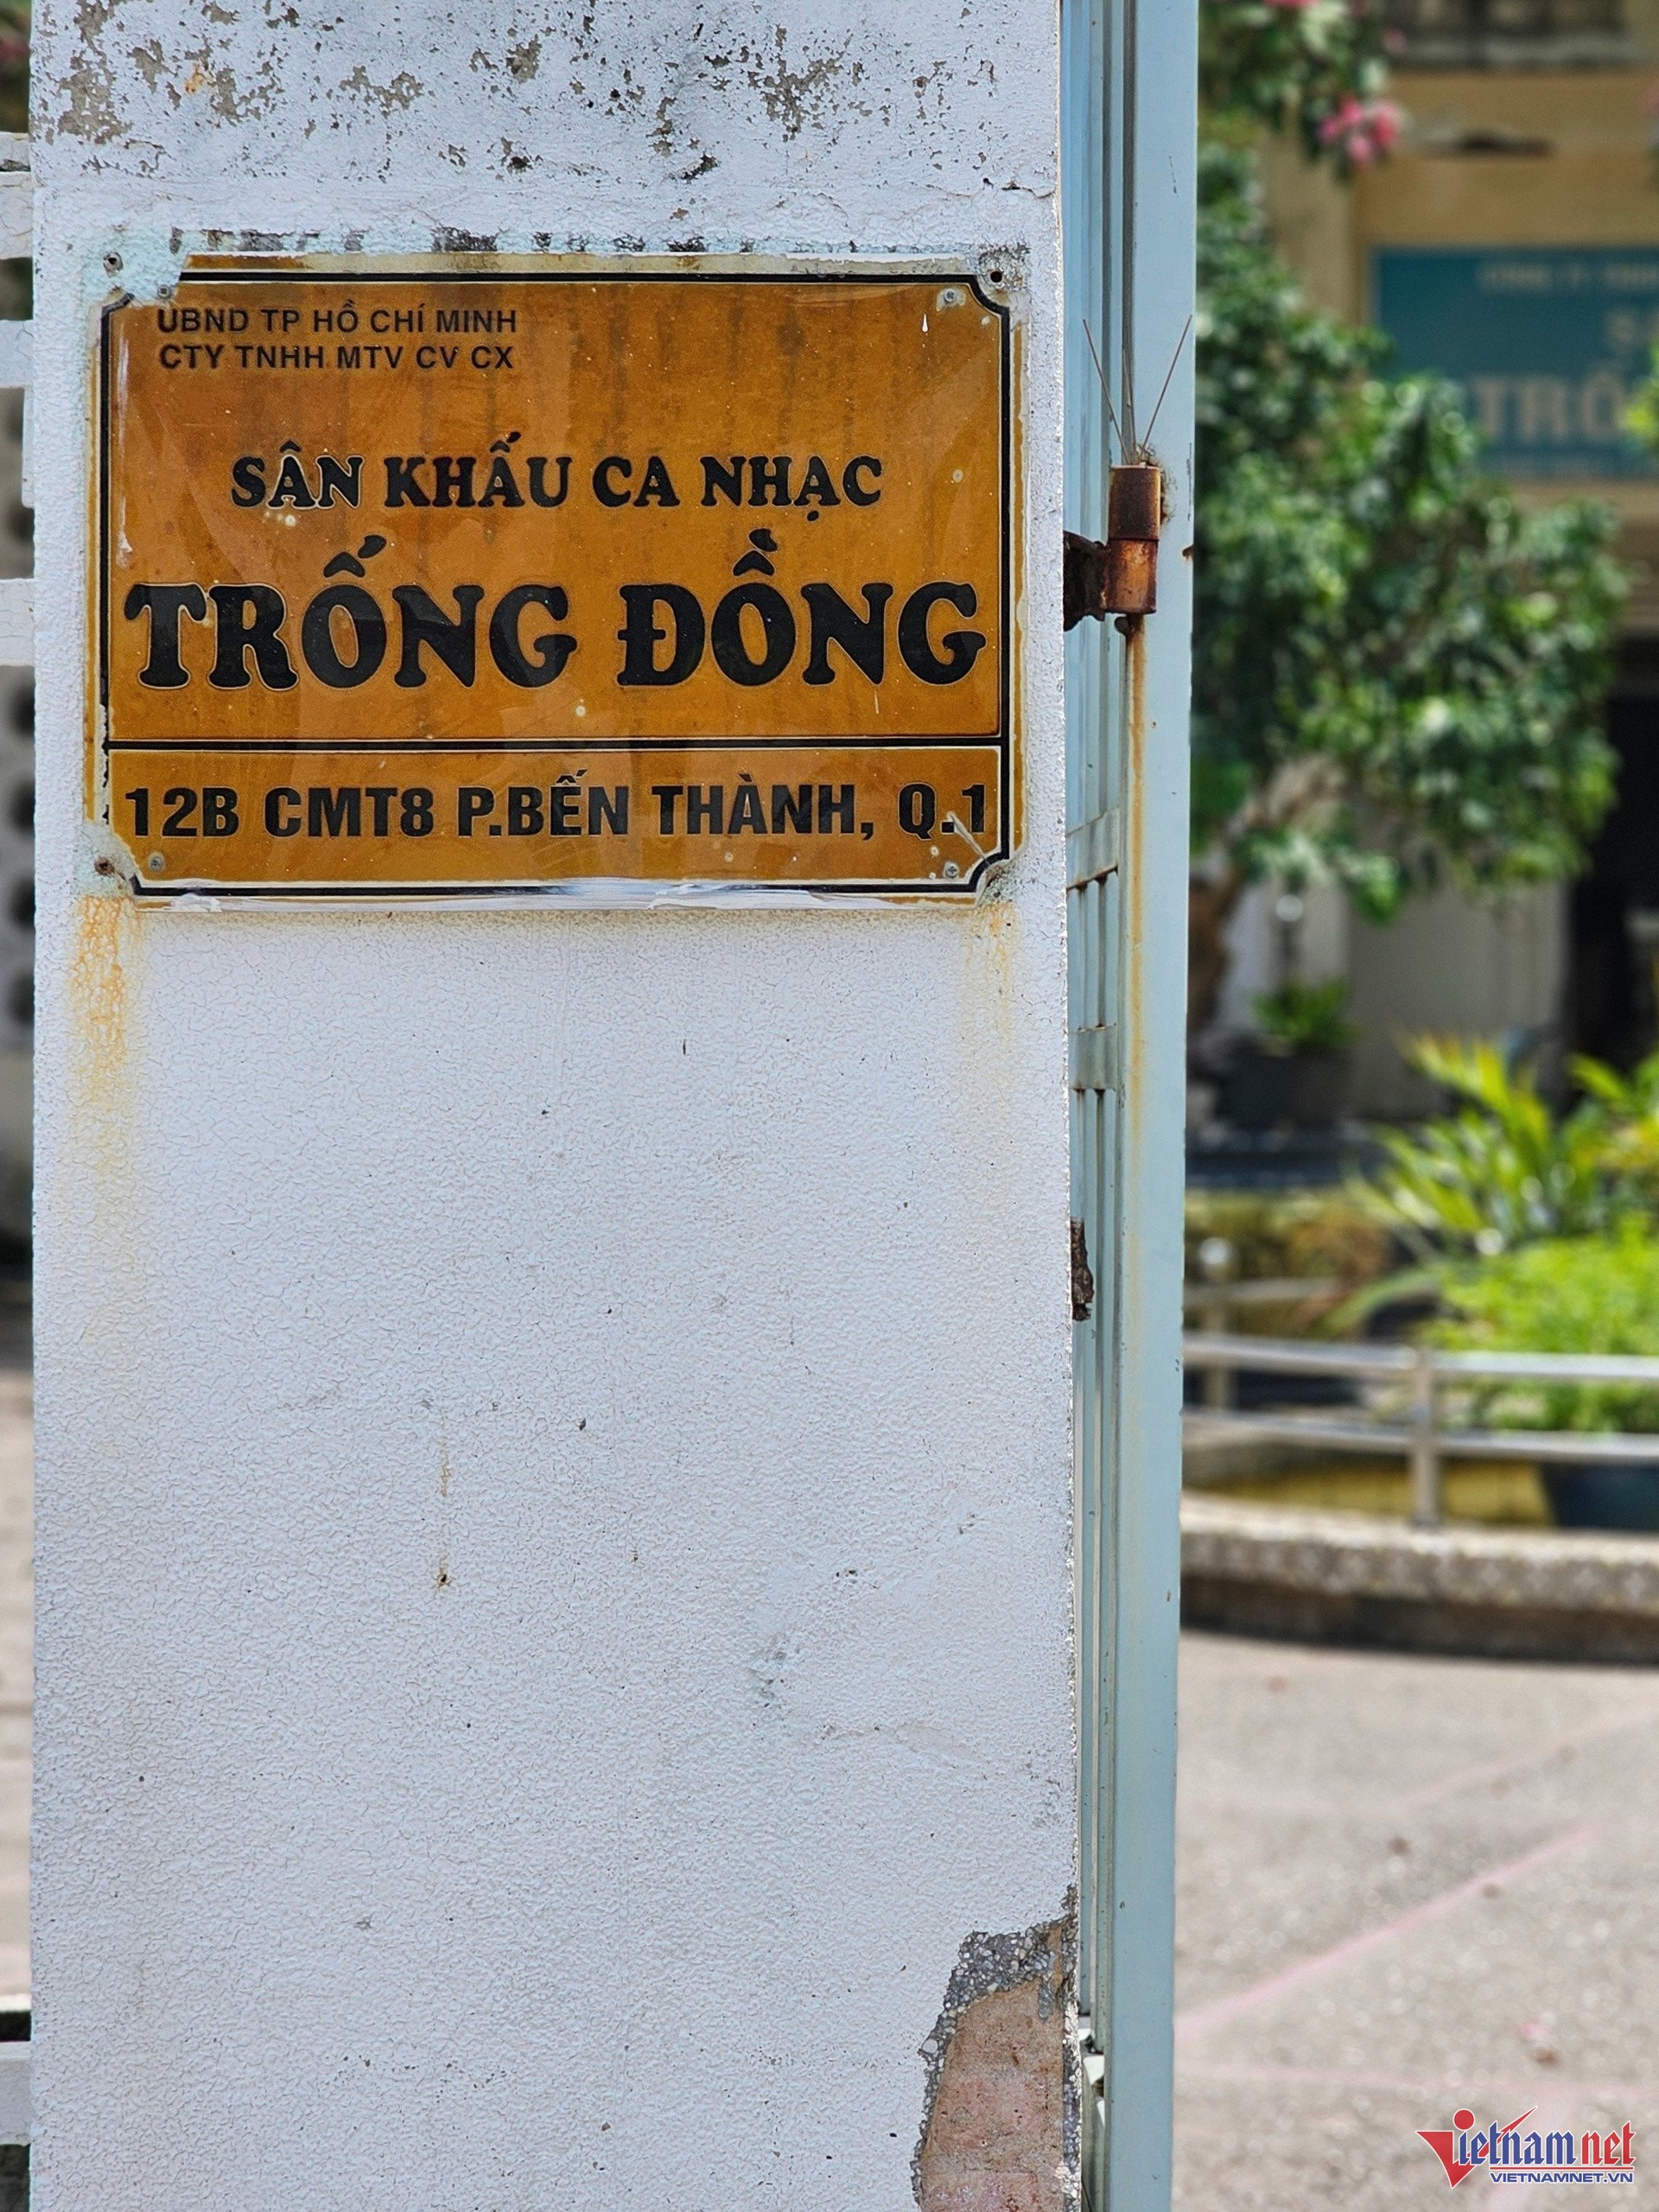 UBND TP HỒ CHÍ MINH
CTY TNHH MTV CV CX
SÂN KHẤU CA NHẠC
TRỐNG ĐỒNG
12B CMT8 P.BẾN THÀNH, Q.1
Vietnamnet
VIETNAMNET.VN